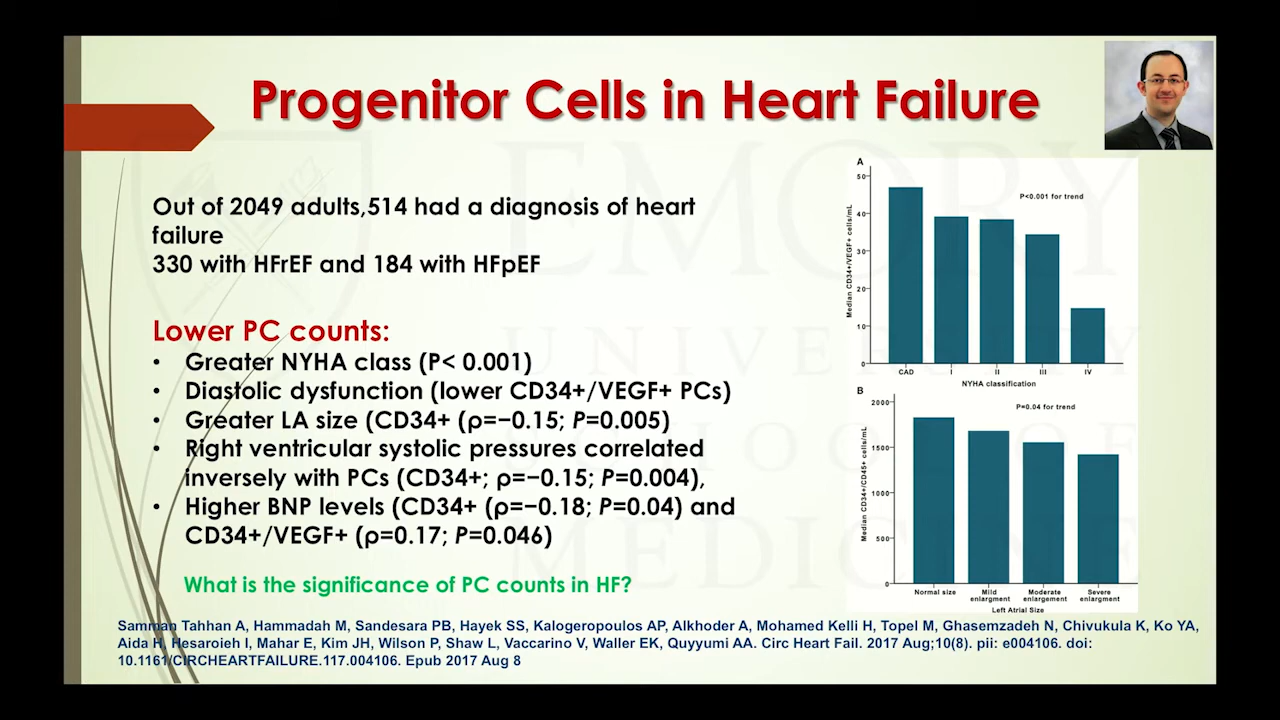 Progenitor Cells in Heart Failure
Out of 2049 adults,514 had a diagnosis of heart
failure
330 with HFrEF and 184 with HFpEF
Lower PC counts:
• Greater NYHA class (P< 0.001)
• Diastolic dysfunction (lower CD34+/VEGF+ PCs)
• Greater LA size (CD34+ (ρ=−0.15; P=0.005)
• Right ventricular systolic pressures correlated
inversely with PCs (CD34+; ρ=−0.15; P=0.004),
• Higher BNP levels (CD34+ (ρ=−0.18; P=0.04) and
CD34+/VEGF+ (ρ=0.17; P=0.046)
What is the significance of PC counts in HF?
A
P<0.001 for trend
Median CD34+/VEGF+ cells/mL
50
40
30
20
10
0
CAD I II III IV
NYHA classification
B
P=0.04 for trend
Median CD34+/CD45+ cells/mL
2000
1500
1000
500
0
Normal size Mild Moderate Severe
enlargment enlargement enlargment
Left Atrial Size
Samman Tahhan A, Hammadah M, Sandesara PB, Hayek SS, Kalogeropoulos AP, Alkhoder A, Mohamed Kelli H, Topel M, Ghasemzadeh N, Chivukula K, Ko YA,
Aida H, Hesaroieh I, Mahar E, Kim JH, Wilson P, Shaw L, Vaccarino V, Waller EK, Quyyumi AA. Circ Heart Fail. 2017 Aug;10(8). pii: e004106. doi:
10.1161/CIRCHEARTFAILURE.117.004106. Epub 2017 Aug 8
EMORY
UNIVERSITY
SCHOOL OF
MEDICINE